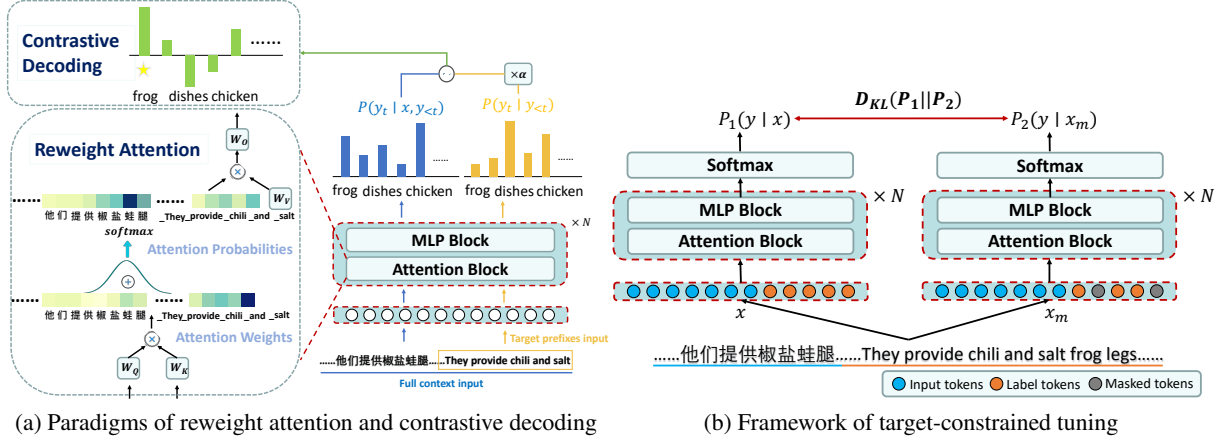 Contrastive Decoding
......
frog dishes chicken
Reweight Attention
W_O
W_V
...... 他们提供椒盐蛙腿 ...... _They_provide_chili_and _salt
softmax
Attention Probabilities
...... 他们提供椒盐蛙腿 ...... _They_provide_chili_and _salt
Attention Weights
W_Q W_K
×α
P(y_t | x, y_<t) P(y_t | y_<t)
...... ......
frog dishes chicken frog dishes chicken
× N
MLP Block
Attention Block
Target prefixes input
......他们提供椒盐蛙腿......They provide chili and salt
Full context input
(a) Paradigms of reweight attention and contrastive decoding
D_KL(P_1||P_2)
P_1(y | x) P_2(y | x_m)
Softmax Softmax
× N × N
MLP Block MLP Block
Attention Block Attention Block
x x_m
......他们提供椒盐蛙腿......They provide chili and salt frog legs......
Input tokens Label tokens Masked tokens
(b) Framework of target-constrained tuning